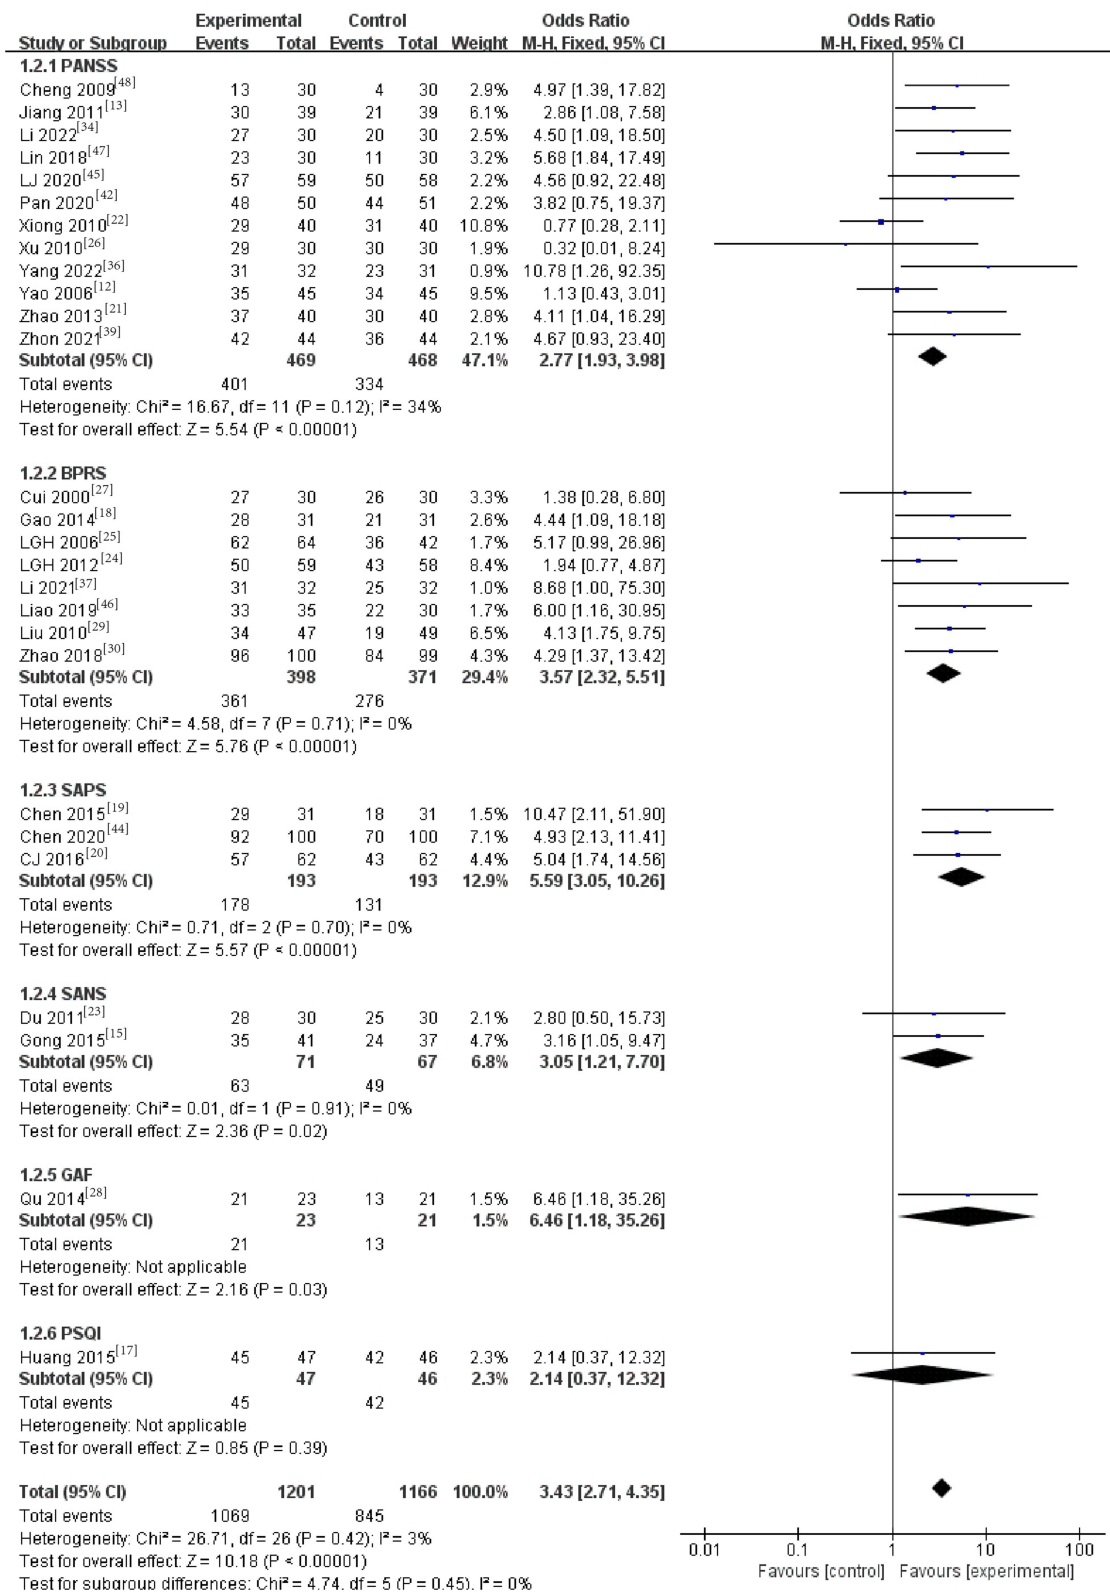 Experimental Control Odds Ratio Odds Ratio
Study or Subgroup Events Total Events Total Weight M-H, Fixed, 95% CI M-H, Fixed, 95% CI
1.2.1 PANSS
Cheng 2009[48] 13 30 4 30 2.9% 4.97 [1.39, 17.82]
Jiang 2011[13] 30 39 21 39 6.1% 2.86 [1.08, 7.58]
Li 2022[34] 27 30 20 30 2.5% 4.50 [1.09, 18.50]
Lin 2018[47] 23 30 11 30 3.2% 5.68 [1.84, 17.49]
LJ 2020[45] 57 59 50 58 2.2% 4.56 [0.92, 22.48]
Pan 2020[42] 48 50 44 51 2.2% 3.82 [0.75, 19.37]
Xiong 2010[22] 29 40 31 40 10.8% 0.77 [0.28, 2.11]
Xu 2010[26] 29 30 30 30 1.9% 0.32 [0.01, 8.24]
Yang 2022[36] 31 32 23 31 0.9% 10.78 [1.26, 92.35]
Yao 2006[12] 35 45 34 45 9.5% 1.13 [0.43, 3.01]
Zhao 2013[21] 37 40 30 40 2.8% 4.11 [1.04, 16.29]
Zhon 2021[39] 42 44 36 44 2.1% 4.67 [0.93, 23.40]
Subtotal (95% CI) 469 468 47.1% 2.77 [1.93, 3.98]
Total events 401 334
Heterogeneity: Chi² = 16.67, df = 11 (P = 0.12); I² = 34%
Test for overall effect: Z = 5.54 (P < 0.00001)
1.2.2 BPRS
Cui 2000[27] 27 30 26 30 3.3% 1.38 [0.28, 6.80]
Gao 2014[18] 28 31 21 31 2.6% 4.44 [1.09, 18.18]
LGH 2006[25] 62 64 36 42 1.7% 5.17 [0.99, 26.96]
LGH 2012[24] 50 59 43 58 8.4% 1.94 [0.77, 4.87]
Li 2021[37] 31 32 25 32 1.0% 8.68 [1.00, 75.30]
Liao 2019[46] 33 35 22 30 1.7% 6.00 [1.16, 30.95]
Liu 2010[29] 34 47 19 49 6.5% 4.13 [1.75, 9.75]
Zhao 2018[30] 96 100 84 99 4.3% 4.29 [1.37, 13.42]
Subtotal (95% CI) 398 371 29.4% 3.57 [2.32, 5.51]
Total events 361 276
Heterogeneity: Chi² = 4.58, df = 7 (P = 0.71); I² = 0%
Test for overall effect: Z = 5.76 (P < 0.00001)
1.2.3 SAPS
Chen 2015[19] 29 31 18 31 1.5% 10.47 [2.11, 51.90]
Chen 2020[44] 92 100 70 100 7.1% 4.93 [2.13, 11.41]
CJ 2016[20] 57 62 43 62 4.4% 5.04 [1.74, 14.56]
Subtotal (95% CI) 193 193 12.9% 5.59 [3.05, 10.26]
Total events 178 131
Heterogeneity: Chi² = 0.71, df = 2 (P = 0.70); I² = 0%
Test for overall effect: Z = 5.57 (P < 0.00001)
1.2.4 SANS
Du 2011[23] 28 30 25 30 2.1% 2.80 [0.50, 15.73]
Gong 2015[15] 35 41 24 37 4.7% 3.16 [1.05, 9.47]
Subtotal (95% CI) 71 67 6.8% 3.05 [1.21, 7.70]
Total events 63 49
Heterogeneity: Chi² = 0.01, df = 1 (P = 0.91); I² = 0%
Test for overall effect: Z = 2.36 (P = 0.02)
1.2.5 GAF
Qu 2014[28] 21 23 13 21 1.5% 6.46 [1.18, 35.26]
Subtotal (95% CI) 23 21 1.5% 6.46 [1.18, 35.26]
Total events 21 13
Heterogeneity: Not applicable
Test for overall effect: Z = 2.16 (P = 0.03)
1.2.6 PSQI
Huang 2015[17] 45 47 42 46 2.3% 2.14 [0.37, 12.32]
Subtotal (95% CI) 47 46 2.3% 2.14 [0.37, 12.32]
Total events 45 42
Heterogeneity: Not applicable
Test for overall effect: Z = 0.85 (P = 0.39)
Total (95% CI) 1201 1166 100.0% 3.43 [2.71, 4.35]
Total events 1069 845
Heterogeneity: Chi² = 26.71, df = 26 (P = 0.42); I² = 3%
Test for overall effect: Z = 10.18 (P < 0.00001)
Test for subgroup differences: Chi² = 4.74, df = 5 (P = 0.45), I² = 0%
0.01 0.1 1 10 100
Favours [control] Favours [experimental]